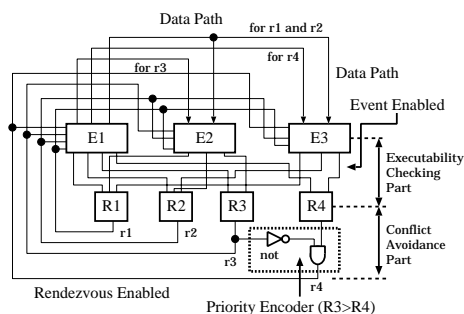 Data Path
for r1 and r2
for r4
for r3
Data Path
Event Enabled
E1
E2
E3
Executability
Checking
Part
R1
R2
R3
R4
r1
r2
r3
not
r4
Conflict
Avoidance
Part
Rendezvous Enabled
Priority Encoder (R3>R4)